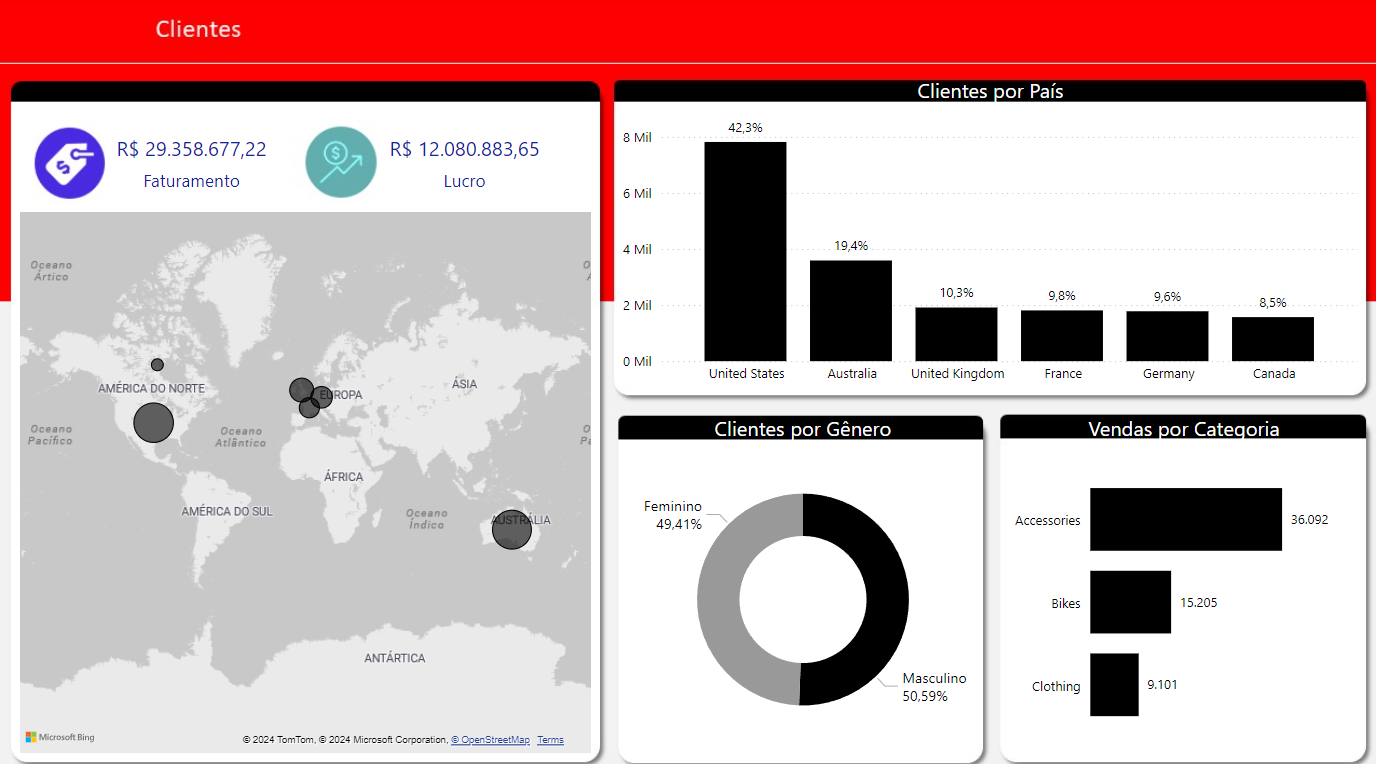 Clientes
R$ 29.358.677,22
Faturamento
R$ 12.080.883,65
Lucro
Oceano
Ártico
AMÉRICA DO NORTE
EUROPA
ÁSIA
Oceano
Pacífico
Oceano
Atlântico
ÁFRICA
AMÉRICA DO SUL
Oceano
Índico
AUSTRÁLIA
ANTÁRTICA
Microsoft Bing
© 2024 TomTom, © 2024 Microsoft Corporation, © OpenStreetMap Terms
Clientes por País
8 Mil
6 Mil
4 Mil
2 Mil
0 Mil
42,3%
19,4%
10,3%
9,8%
9,6%
8,5%
United States
Australia
United Kingdom
France
Germany
Canada
Clientes por Gênero
Feminino
49,41%
Masculino
50,59%
Vendas por Categoria
Accessories
36.092
Bikes
15.205
Clothing
9.101